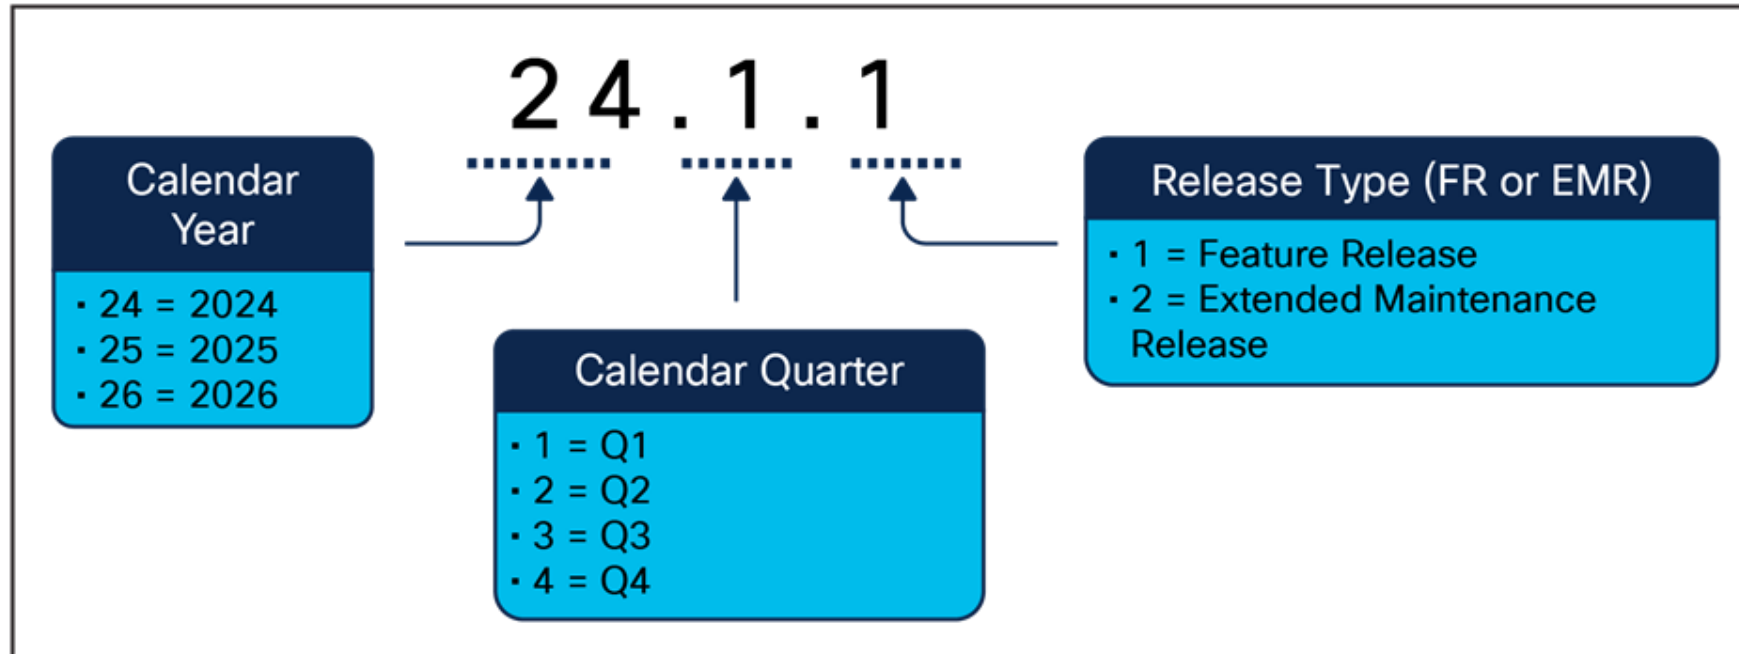 24.1.1
Calendar
Year
· 24 = 2024
· 25 = 2025
· 26 = 2026
Calendar Quarter
· 1 = Q1
· 2 = Q2
· 3 = Q3
· 4 = Q4
Release Type (FR or EMR)
· 1 = Feature Release
· 2 = Extended Maintenance
Release